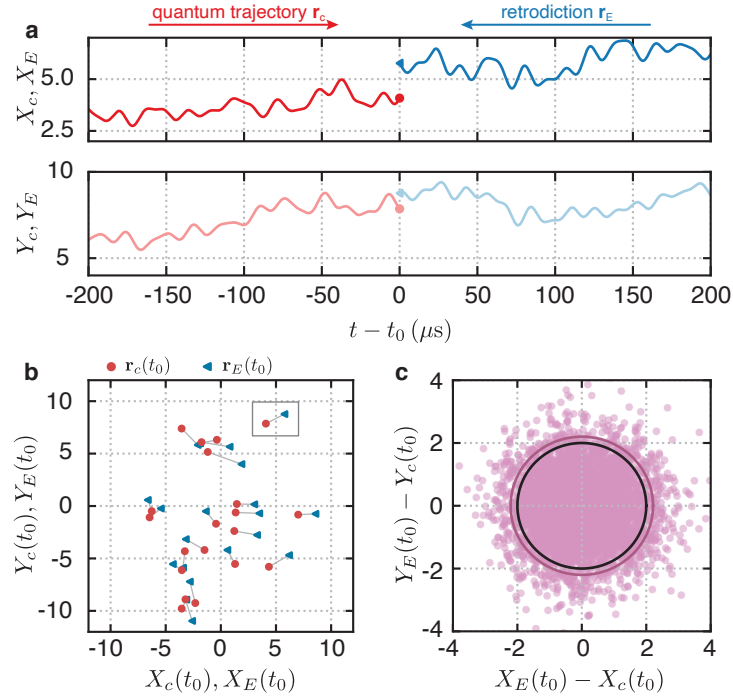 quantum trajectory r_c
retrodiction r_E
a
X_c, X_E
5.0
2.5
Y_c, Y_E
10
5
-200 -150 -100 -50 0 50 100 150 200
t − t_0 (μs)
b
r_c(t_0) r_E(t_0)
Y_c(t_0), Y_E(t_0)
10
5
0
-5
-10
-10 -5 0 5 10
X_c(t_0), X_E(t_0)
c
Y_E(t_0) − Y_c(t_0)
4
2
0
-2
-4
-4 -2 0 2 4
X_E(t_0) − X_c(t_0)